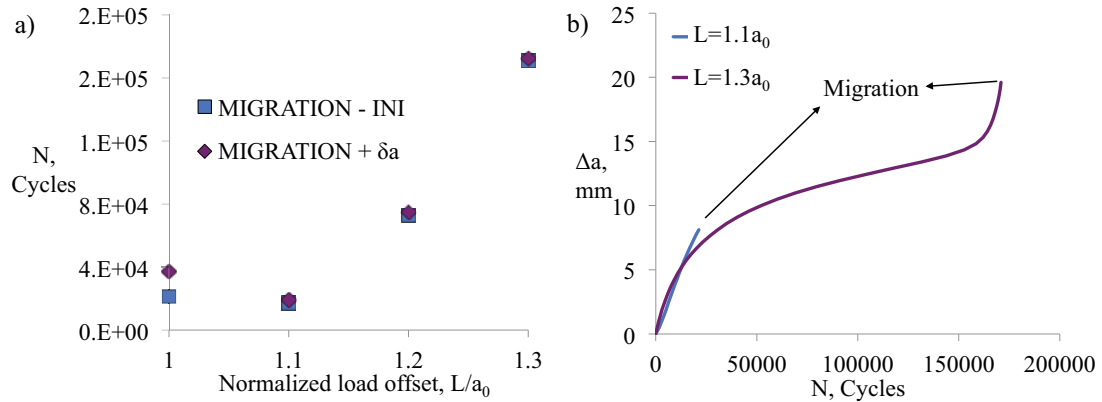 a)
2.E+05
2.E+05
1.E+05
8.E+04
4.E+04
0.E+00
N,
Cycles
MIGRATION - INI
MIGRATION + δa
1
1.1
1.2
1.3
Normalized load offset, L/a₀
b)
25
20
15
10
5
0
Δa,
mm
L=1.1a₀
L=1.3a₀
Migration
0
50000
100000
150000
200000
N, Cycles